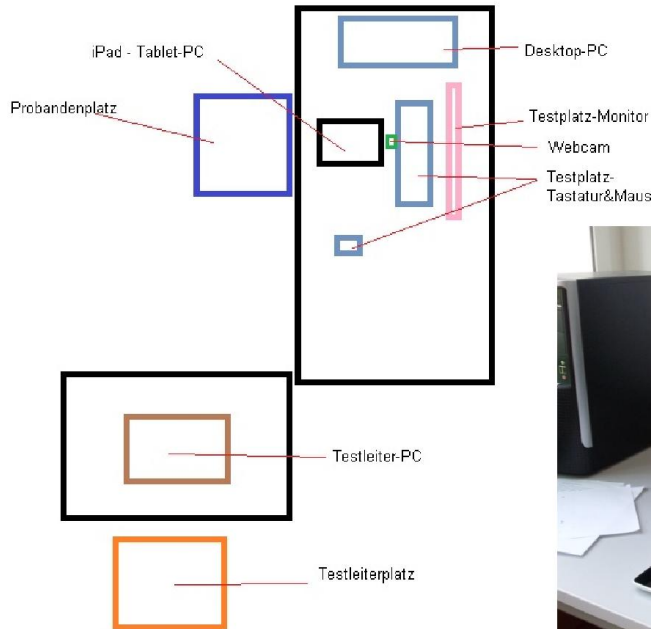 iPad - Tablet-PC
Desktop-PC
Probandenplatz
Testplatz-Monitor
Webcam
Testplatz-
Tastatur&Maus
Testleiter-PC
Testleiterplatz